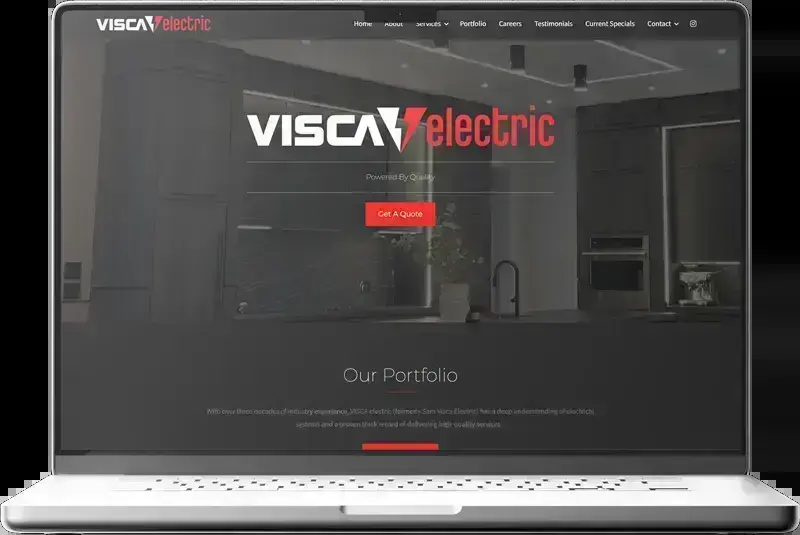 VISCA electric
Home About Services Portfolio Careers Testimonials Current Specials Contact
VISCA electric
Powered By Quality
Get A Quote
Our Portfolio
With over three decades of industry experience, VISCA electric (formerly Sam Visca Electric) has a deep understanding of electrical
systems and a proven track record of delivering high-quality services.